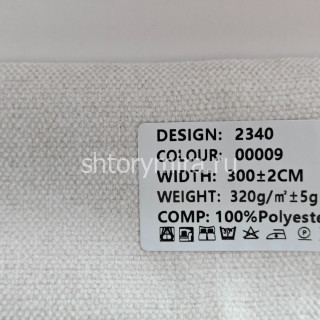 DESIGN: 2340
COLOUR: 00009
shtorymira.ru
WIDTH: 300±2CM
WEIGHT: 320g/㎡±5g
COMP: 100%Polyeste